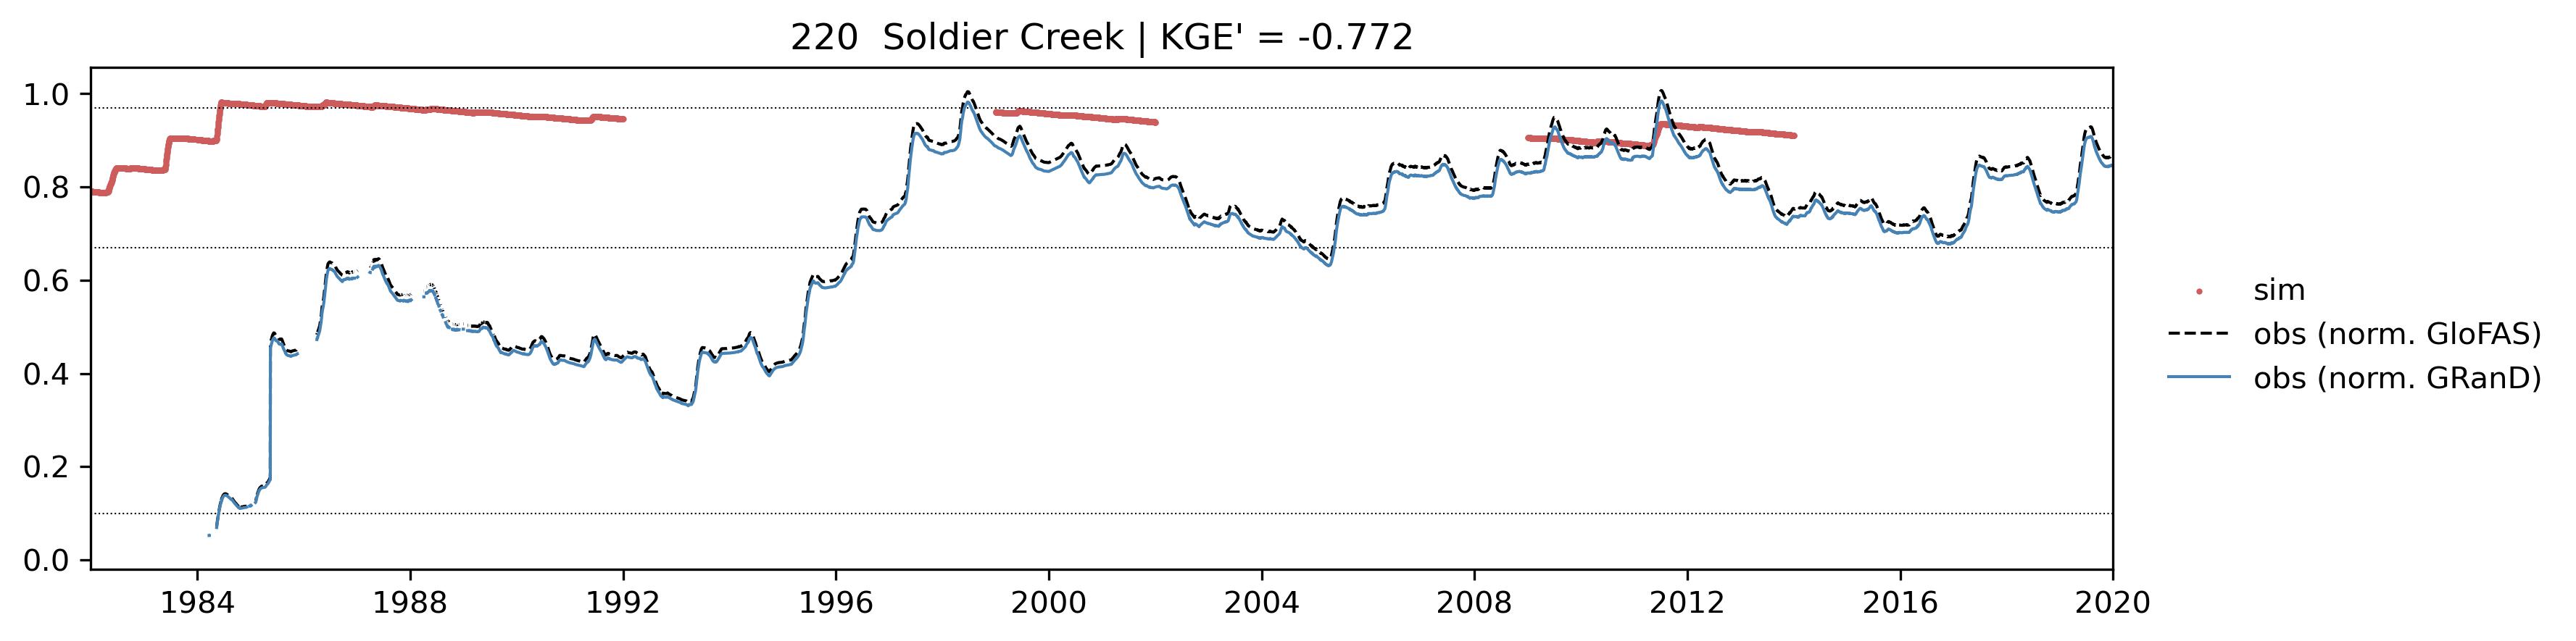 220 Soldier Creek | KGE' = -0.772
1.0
0.8
0.6
0.4
0.2
0.0
1984 1988 1992 1996 2000 2004 2008 2012 2016 2020
sim
obs (norm. GloFAS)
obs (norm. GRanD)